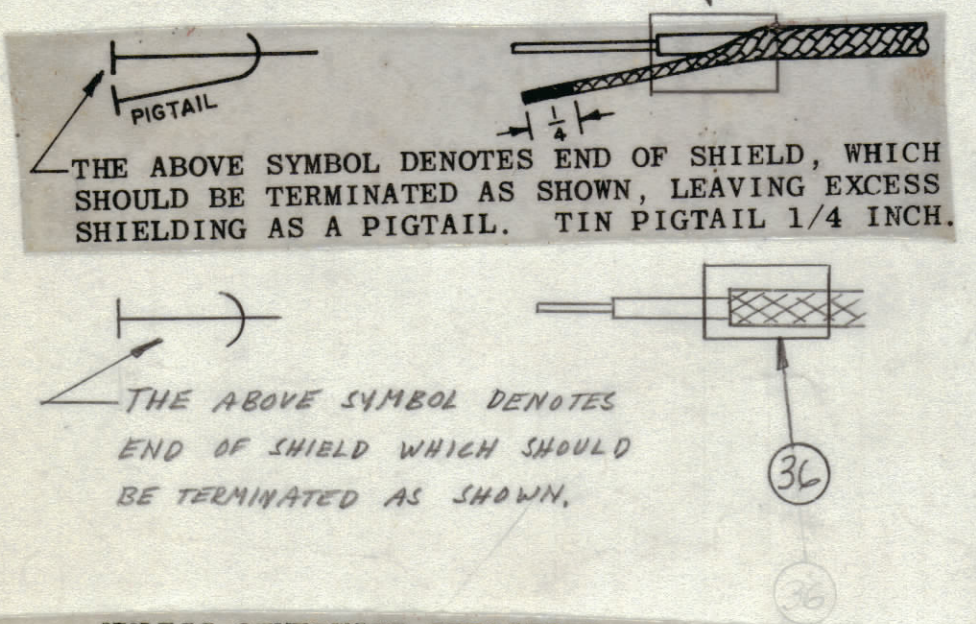 PIGTAIL
1/4
THE ABOVE SYMBOL DENOTES END OF SHIELD, WHICH
SHOULD BE TERMINATED AS SHOWN, LEAVING EXCESS
SHIELDING AS A PIGTAIL. TIN PIGTAIL 1/4 INCH.
THE ABOVE SYMBOL DENOTES
END OF SHIELD WHICH SHOULD
BE TERMINATED AS SHOWN.
36
36